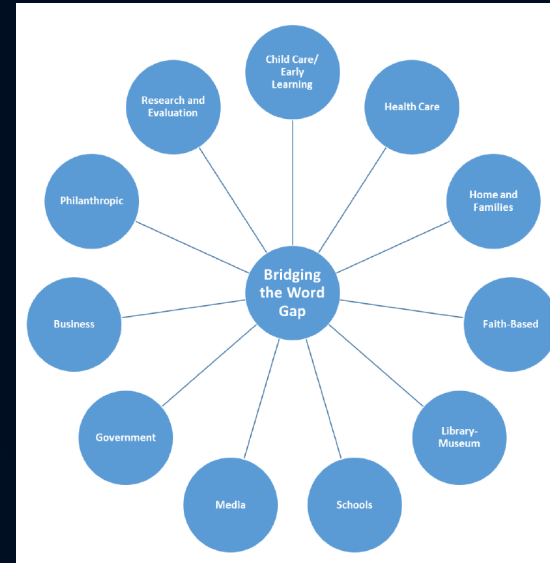 Child Care/
Early
Learning
Health Care
Home and
Families
Faith-Based
Library-
Museum
Schools
Media
Government
Business
Philanthropic
Research and
Evaluation
Bridging
the Word
Gap